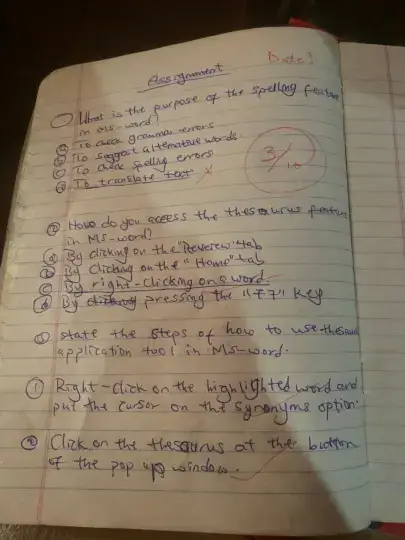 Assignment
Date?
① What is the purpose of the spelling feature
in MS-word?
ⓐ To check grammar errors
ⓑ To suggest alternative words
ⓒ To check spelling errors
ⓓ To translate text ×
3/10
② How do you access the thesaurus feature
in MS-word?
ⓐ By clicking on the "Review" tab
ⓑ By Clicking on the "Home" tab
ⓒ By right-Clicking on a word.
ⓓ By clicking pressing the "F7" key
③ state the steps of how to use
application tool in MS-word.
① Right-Click on the highlighted word and
put the cursor on the synonyms option.
② Click on the thesaurus at the button
of the pop up window.